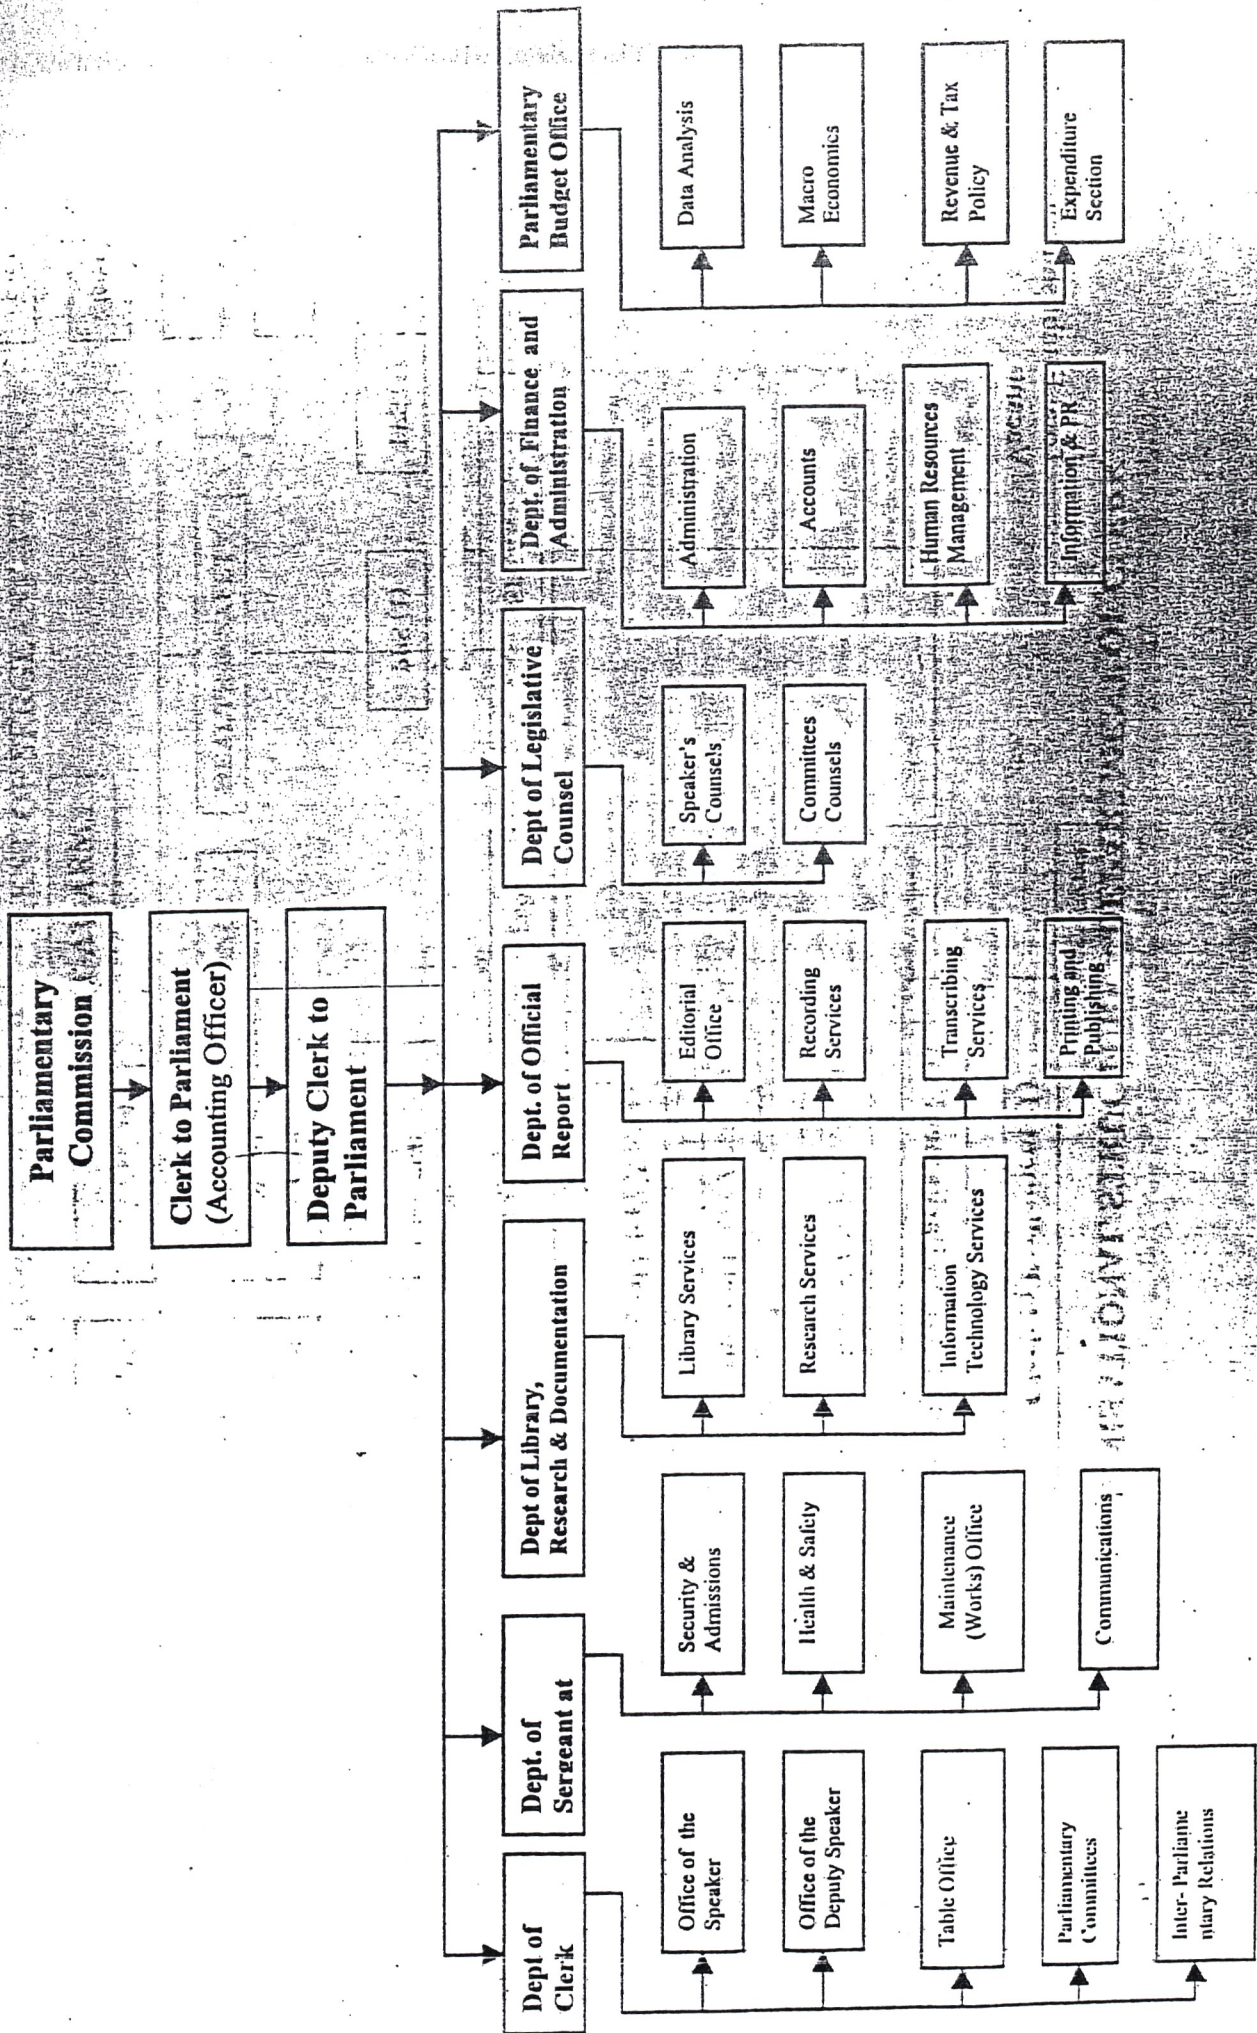 Parliamentary
Commission
Clerk to Parliament
(Accounting Officer)
Deputy Clerk to
Parliament
Dept of
Clerk
Office of the
Speaker
Office of the
Deputy Speaker
Table Office
Parliamentary
Committees
Inter- Parliame
ntary Relations
Dept. of
Sergeant at
Security &
Admissions
Health & Safety
Maintenance
(Works) Office
Communications
Dept of Library,
Research & Documentation
Library Services
Research Services
Information
Technology Services
Dept. of Official
Report
Editorial
Office
Recording
Services
Transcribing
Services
Printing and
Publishing
Dept of Legislative
Counsel
Speaker's
Counsels
Committees
Counsels
Dept. of Finance and
Administration
Administration
Accounts
Human Resources
Management
Information & PR
Parliamentary
Budget Office
Data Analysis
Macro
Economics
Revenue & Tax
Policy
Expenditure
Section